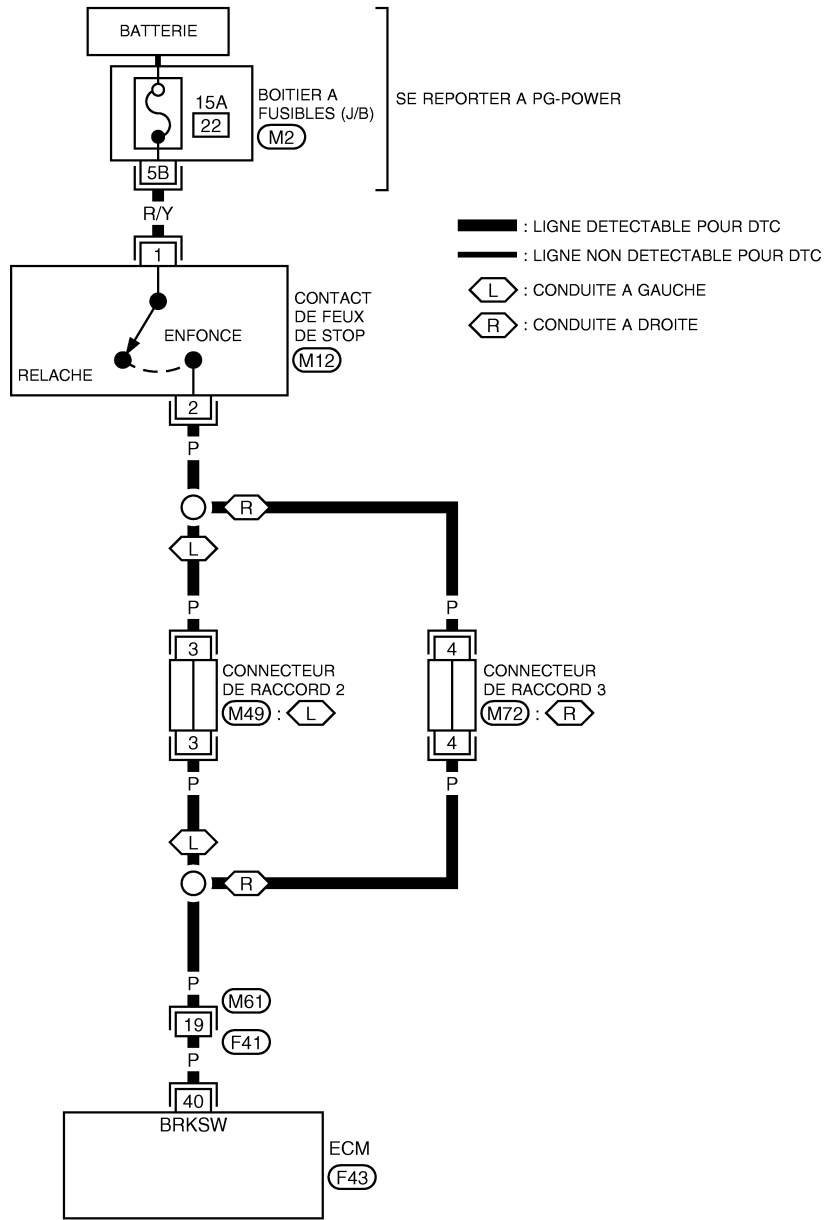 BATTERIE
15A
22
BOITIER A
FUSIBLES (J/B)
M2
SE REPORTER A PG-POWER
5B
R/Y
1
: LIGNE DETECTABLE POUR DTC
: LIGNE NON DETECTABLE POUR DTC
L : CONDUITE A GAUCHE
R : CONDUITE A DROITE
CONTACT
DE FEUX
DE STOP
M12
ENFONCE
RELACHE
2
P
R
L
P
P
3
4
CONNECTEUR
DE RACCORD 2
M49 : L
CONNECTEUR
DE RACCORD 3
M72 : R
3
4
P
P
L
R
P
M61
19
F41
P
40
BRKSW
ECM
F43